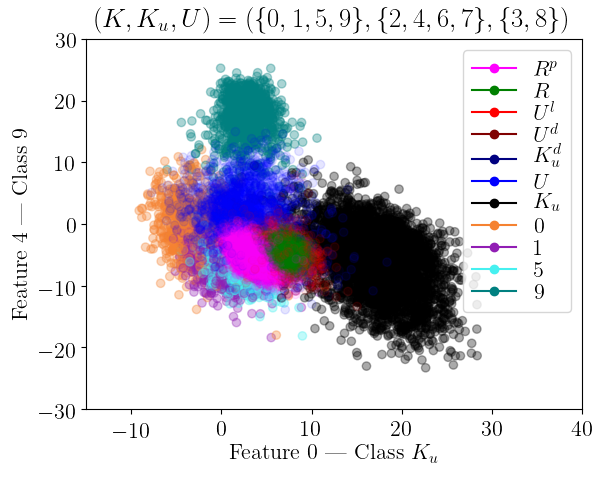 (K, K_u, U) = ({0, 1, 5, 9}, {2, 4, 6, 7}, {3, 8})
30
20
10
0
−10
−20
−30
Feature 4 — Class 9
−10
0
10
20
30
40
Feature 0 — Class K_u
R^p
R
U^l
U^d
K_u^d
U
K_u
0
1
5
9